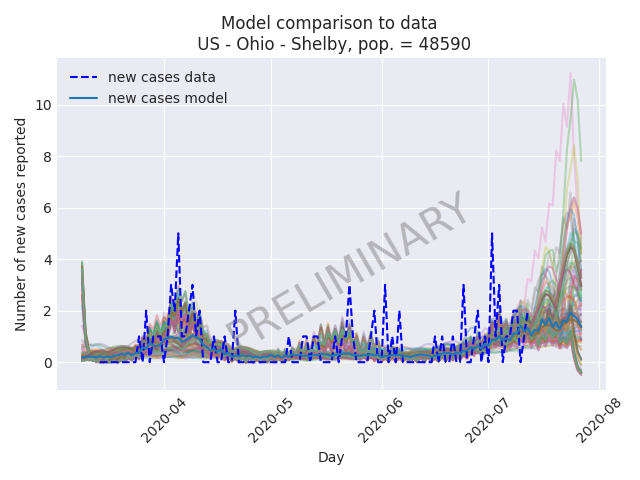 Model comparison to data
US - Ohio - Shelby, pop. = 48590
new cases data
new cases model
Number of new cases reported
10
8
6
4
2
0
PRELIMINARY
2020-04
2020-05
2020-06
2020-07
2020-08
Day